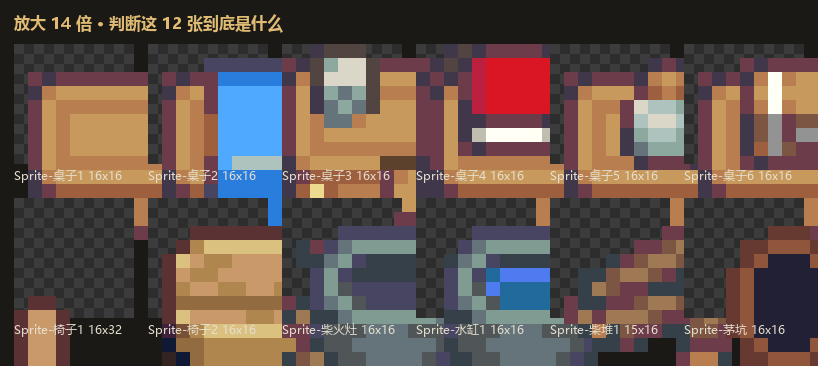 放大 14 倍 • 判断这 12 张到底是什么
Sprite-桌子1 16x16 Sprite-桌子2 16x16 Sprite-桌子3 16x16 Sprite-桌子4 16x16 Sprite-桌子5 16x16 Sprite-桌子6 16x16
Sprite-椅子1 16x32 Sprite-椅子2 16x16 Sprite-柴火灶 16x16 Sprite-水缸1 16x16 Sprite-柴堆1 15x16 Sprite-茅坑 16x16